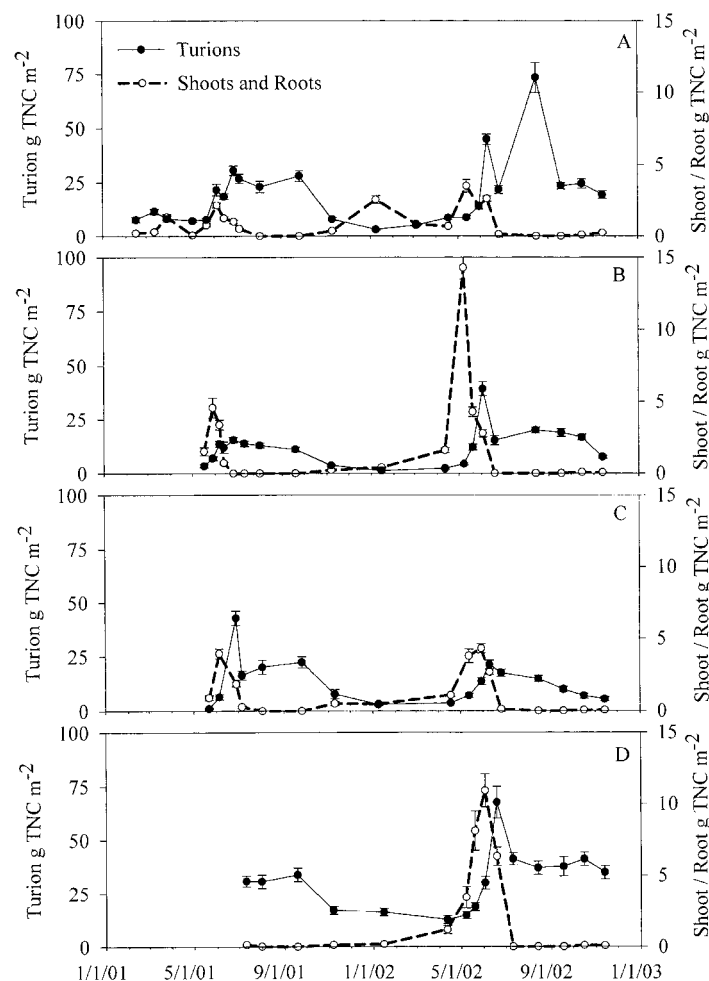 A
Turions
Shoots and Roots
100
75
50
25
0
15
10
5
0
Turion g TNC m-2
Shoot / Root g TNC m-2
B
100
75
50
25
0
15
10
5
0
Turion g TNC m-2
Shoot / Root g TNC m-2
C
100
75
50
25
0
15
10
5
0
Turion g TNC m-2
Shoot / Root g TNC m-2
D
100
75
50
25
0
15
10
5
0
Turion g TNC m-2
Shoot / Root g TNC m-2
1/1/01 5/1/01 9/1/01 1/1/02 5/1/02 9/1/02 1/1/03